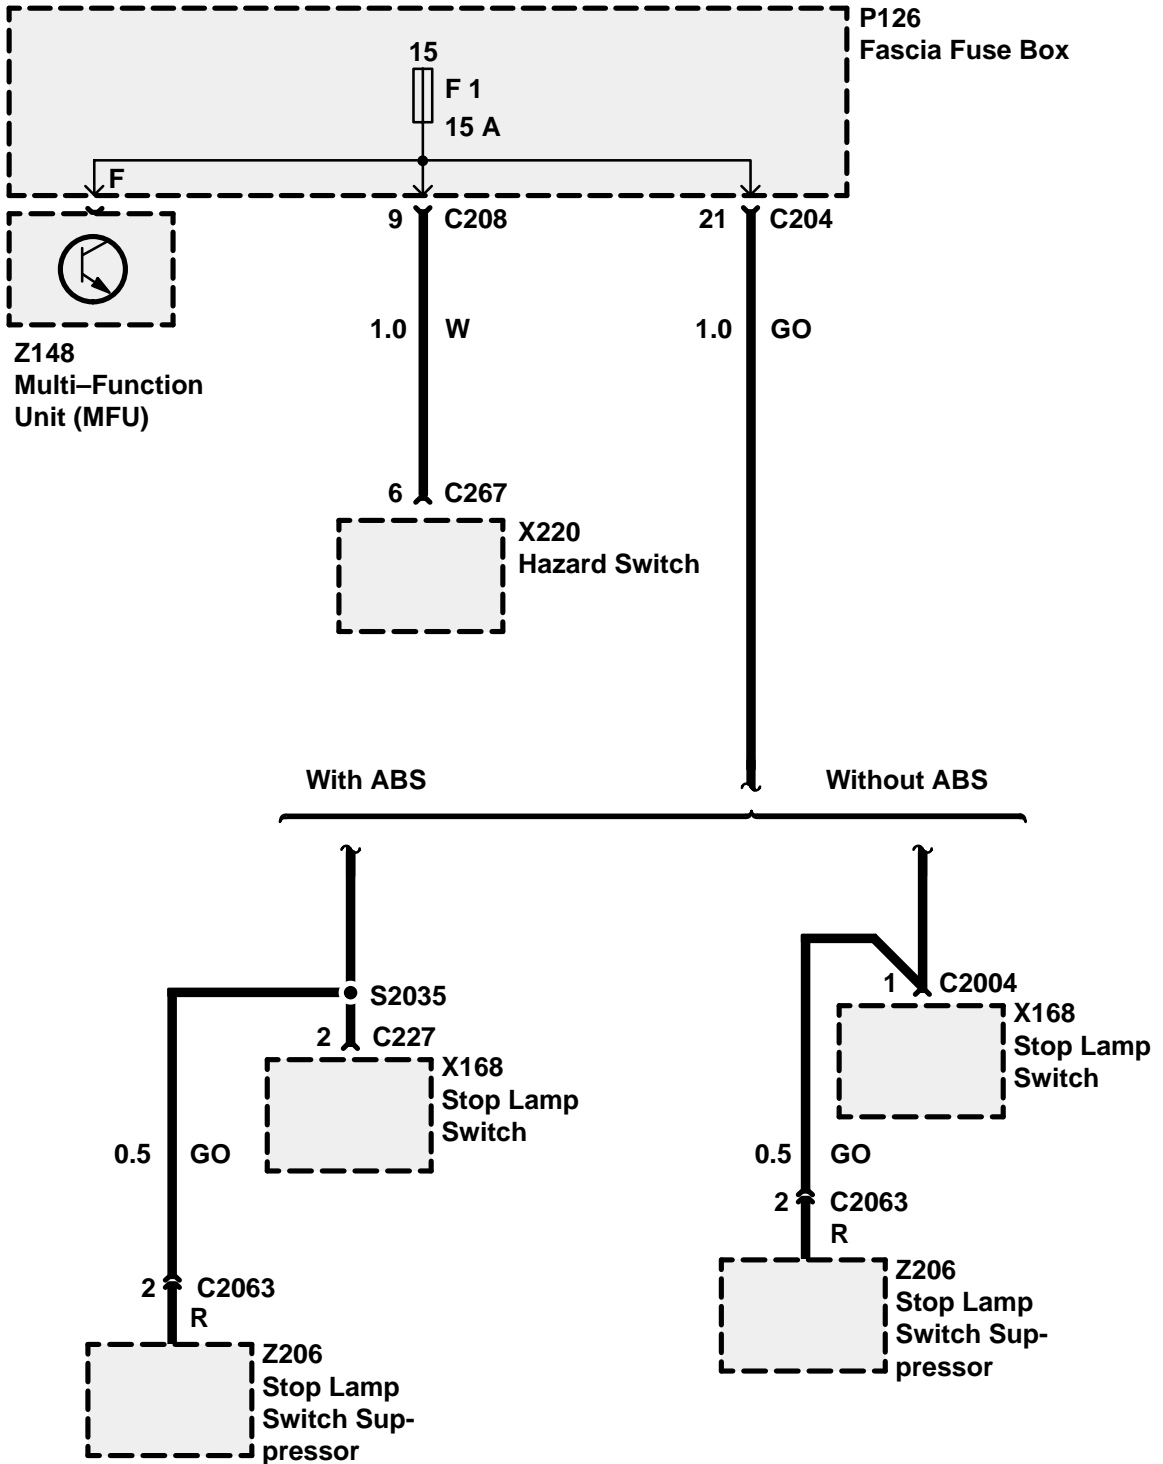 P126
Fascia Fuse Box
15
F 1
15 A
F
9 C208
21 C204
1.0 W
1.0 GO
Z148
Multi–Function
Unit (MFU)
6 C267
X220
Hazard Switch
With ABS
Without ABS
S2035
2 C227
X168
Stop Lamp
Switch
0.5 GO
2 C2063
R
Z206
Stop Lamp
Switch Sup-
pressor
1 C2004
X168
Stop Lamp
Switch
0.5 GO
2 C2063
R
Z206
Stop Lamp
Switch Sup-
pressor